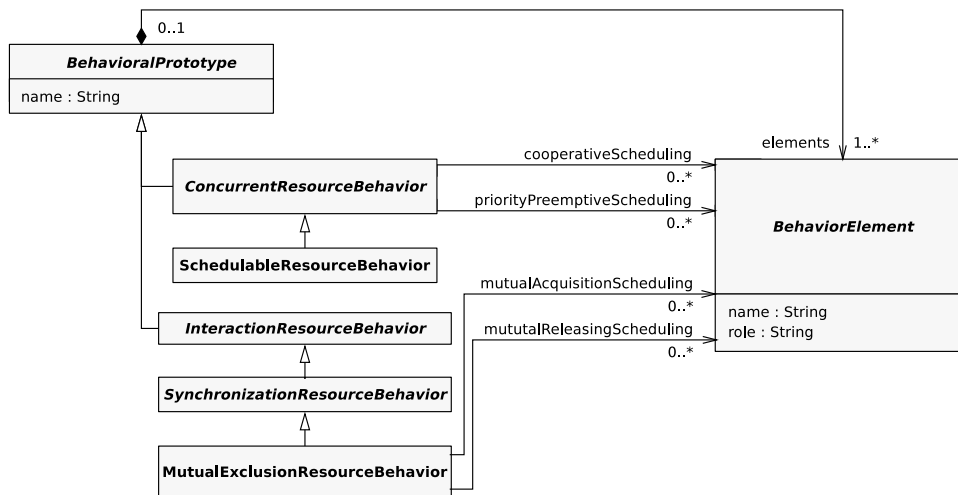 0..1
BehavioralPrototype
name : String
elements
1..*
cooperativeScheduling
0..*
ConcurrentResourceBehavior
priorityPreemptiveScheduling
0..*
BehaviorElement
SchedulableResourceBehavior
mutualAcquisitionScheduling
0..*
name : String
role : String
InteractionResourceBehavior
mututalReleasingScheduling
0..*
SynchronizationResourceBehavior
MutualExclusionResourceBehavior